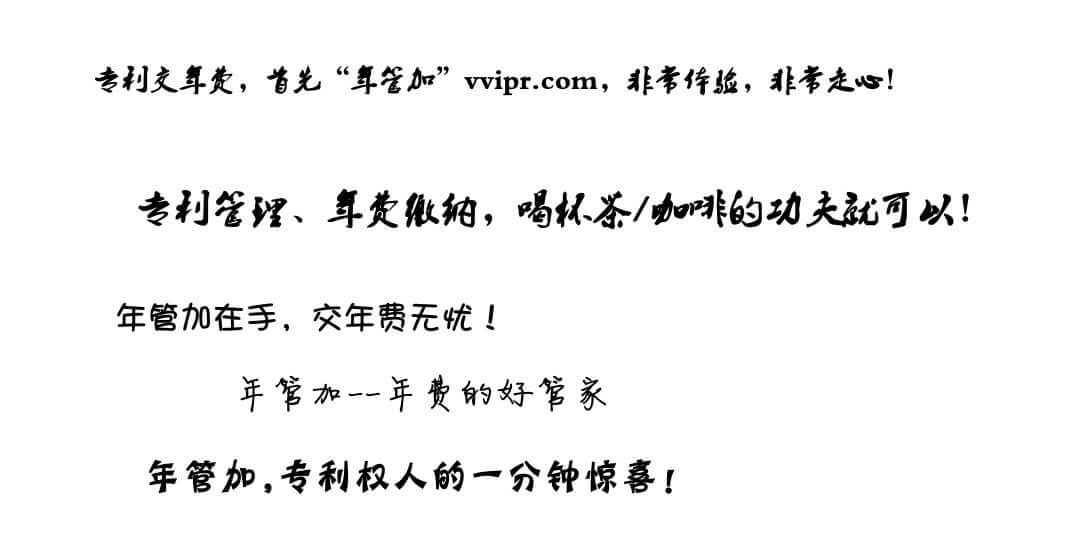 专利交年费，首先“年管加”vvipr.com，非常体验，非常走心！
专利管理、年费缴纳，喝杯茶/咖啡的功夫就可以！
年管加在手，交年费无忧！
年管加--年费的好管家
年管加,专利权人的一分钟惊喜！